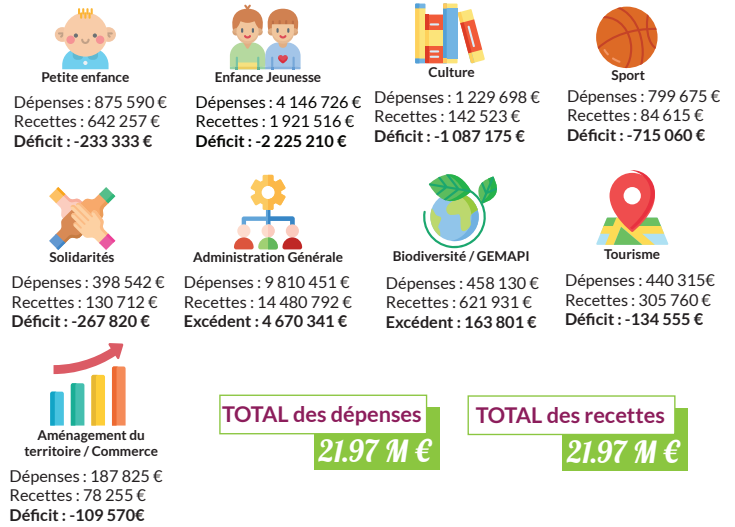 Petite enfance
Dépenses : 875 590 €
Recettes : 642 257 €
Déficit : -233 333 €
Enfance Jeunesse
Dépenses : 4 146 726 €
Recettes : 1 921 516 €
Déficit : -2 225 210 €
Culture
Dépenses : 1 229 698 €
Recettes : 142 523 €
Déficit : -1 087 175 €
Sport
Dépenses : 799 675 €
Recettes : 84 615 €
Déficit : -715 060 €
Solidarités
Dépenses : 398 542 €
Recettes : 130 712 €
Déficit : -267 820 €
Administration Générale
Dépenses : 9 810 451 €
Recettes : 14 480 792 €
Excédent : 4 670 341 €
Biodiversité / GEMAPI
Dépenses : 458 130 €
Recettes : 621 931 €
Excédent : 163 801 €
Tourisme
Dépenses : 440 315€
Recettes : 305 760 €
Déficit : -134 555 €
Aménagement du
territoire / Commerce
Dépenses : 187 825 €
Recettes : 78 255 €
Déficit : -109 570€
TOTAL des dépenses
21.97 M €
TOTAL des recettes
21.97 M €